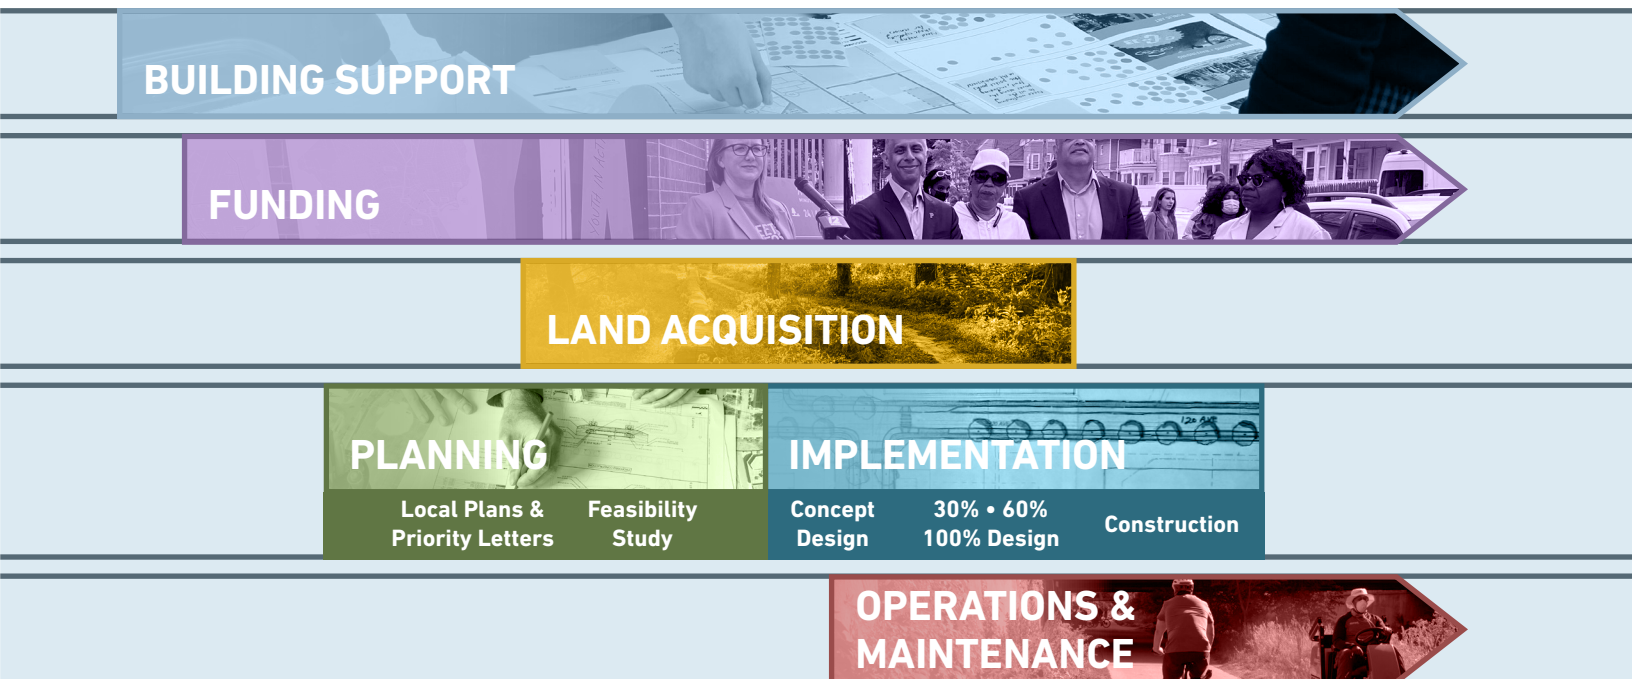 BUILDING SUPPORT
FUNDING
LAND ACQUISITION
PLANNING
Local Plans &
Priority Letters
Feasibility
Study
IMPLEMENTATION
Concept
Design
30% • 60%
100% Design
Construction
OPERATIONS &
MAINTENANCE